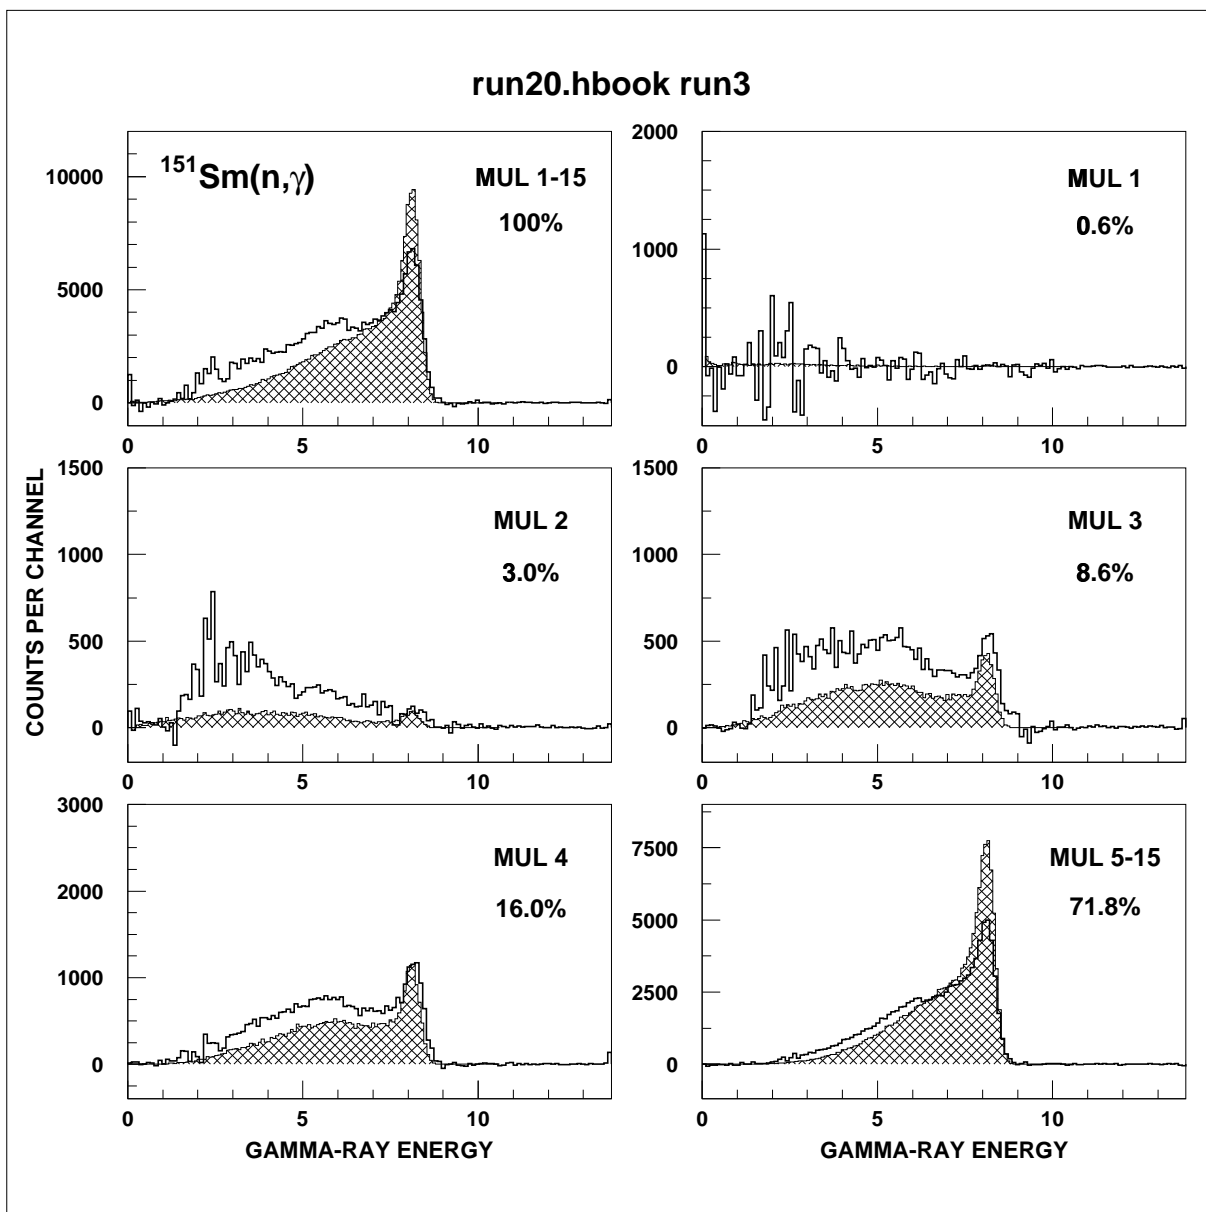 run20.hbook run3
¹⁵¹Sm(n,γ)
MUL 1-15
100%
10000
5000
0
0 5 10
MUL 1
0.6%
2000
1000
0
0 5 10
MUL 2
3.0%
1500
1000
500
0
0 5 10
MUL 3
8.6%
1500
1000
500
0
0 5 10
MUL 4
16.0%
3000
2000
1000
0
0 5 10
MUL 5-15
71.8%
7500
5000
2500
0
0 5 10
COUNTS PER CHANNEL
GAMMA-RAY ENERGY
GAMMA-RAY ENERGY